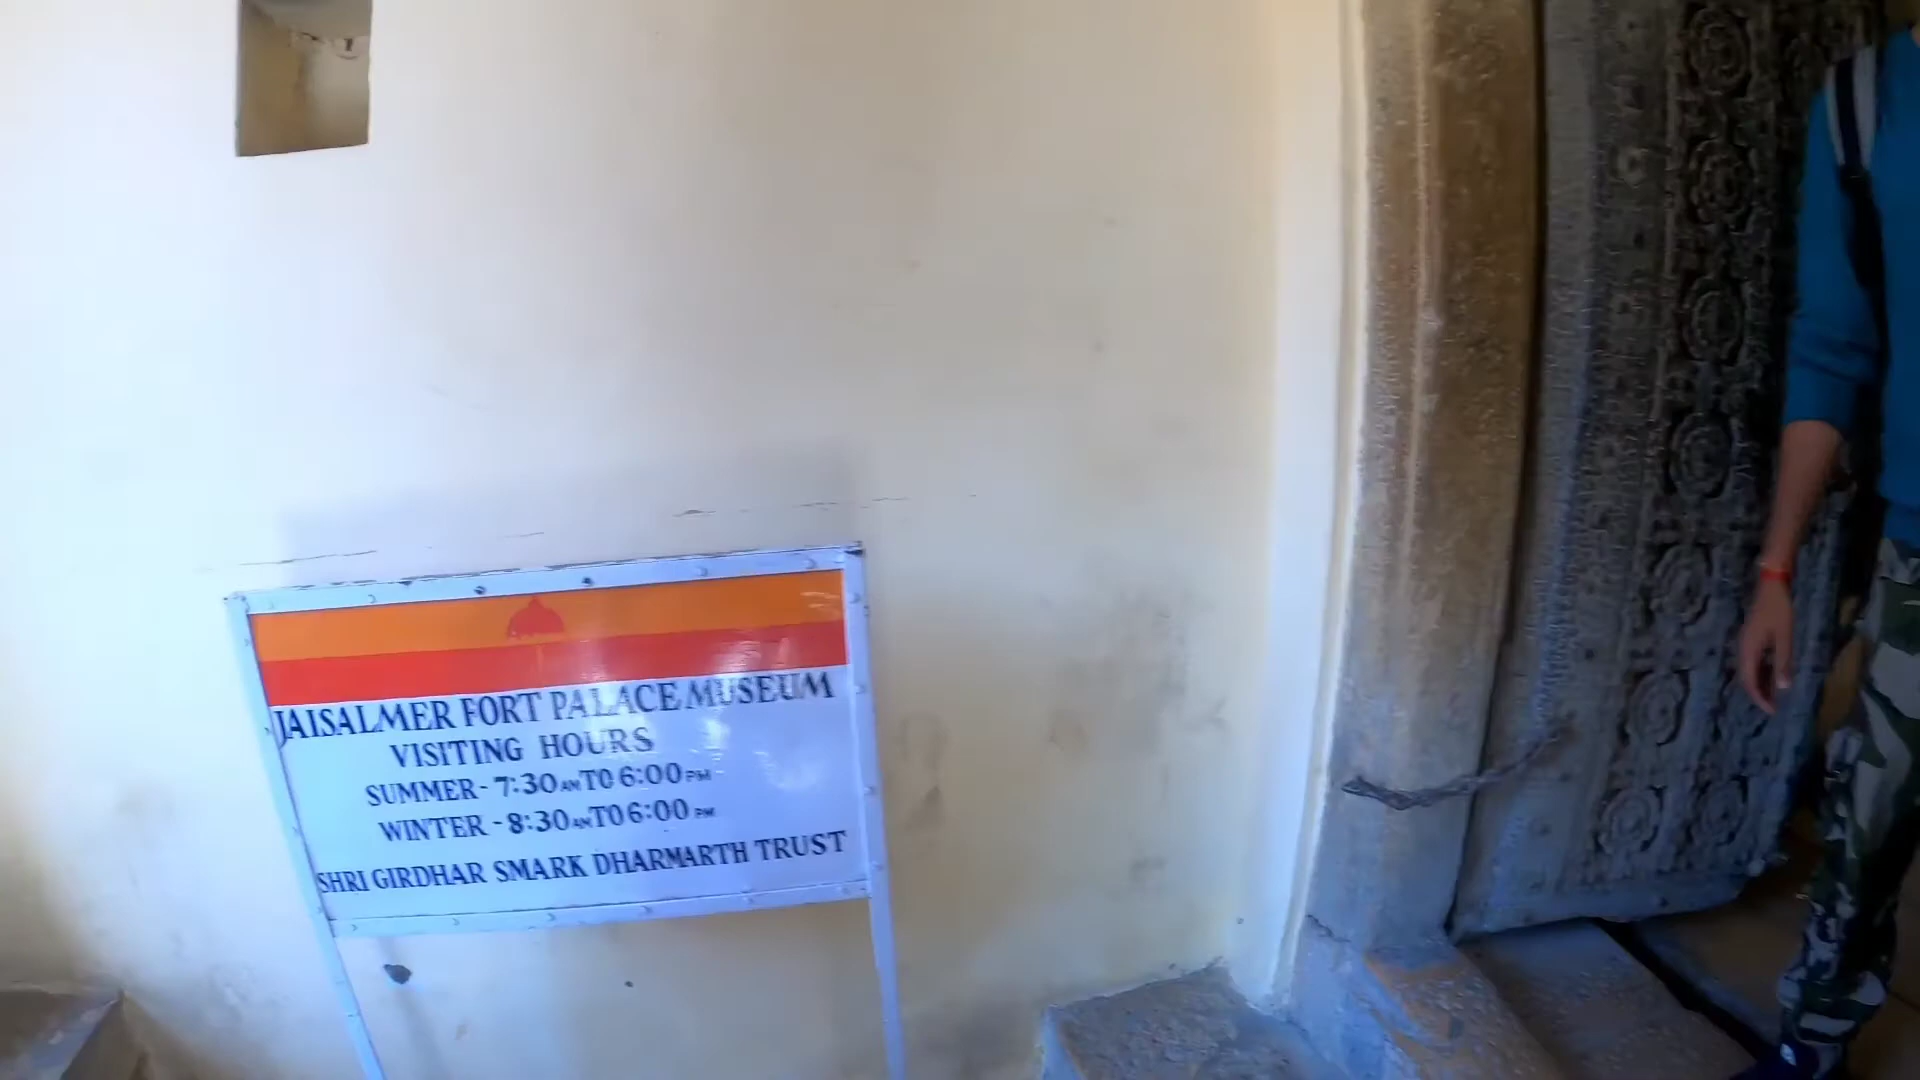 JAISALMER FORT PALACE MUSEUM
VISITING HOURS
SUMMER - 7:30 AM TO 6:00 PM
WINTER - 8:30 AM TO 6:00 PM
SHRI GIRDHAR SMARK DHARMARTH TRUST